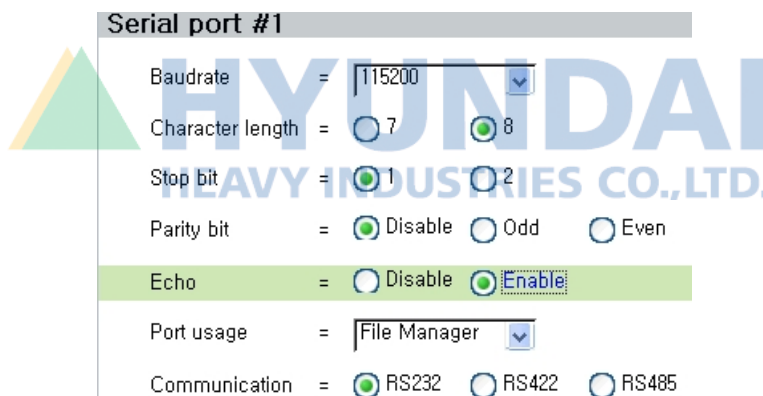 Serial port #1
Baudrate = 115200
Character length = 7 8
Stop bit = 1 2
Parity bit = Disable Odd Even
Echo = Disable Enable
Port usage = File Manager
Communication = RS232 RS422 RS485
HYUNDAI
HEAVY INDUSTRIES CO.,LTD.